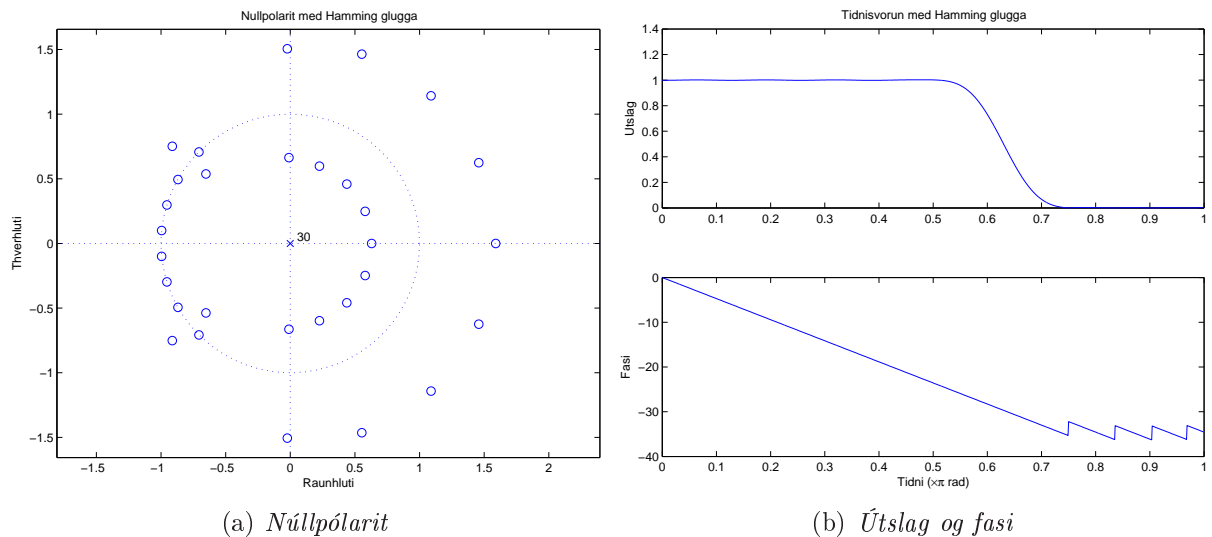 Nullpolarit med Hamming glugga
1.5
1
0.5
0
−0.5
−1
−1.5
Thverhluti
30
−1.5 −1 −0.5 0 0.5 1 1.5 2
Raunhluti
(a) Núllpólarit
Tidnisvorun med Hamming glugga
1.4
1.2
1
0.8
0.6
0.4
0.2
0
Utslag
0 0.1 0.2 0.3 0.4 0.5 0.6 0.7 0.8 0.9 1
0
−10
−20
−30
−40
Fasi
0 0.1 0.2 0.3 0.4 0.5 0.6 0.7 0.8 0.9 1
Tidni (×π rad)
(b) Útslag og fasi